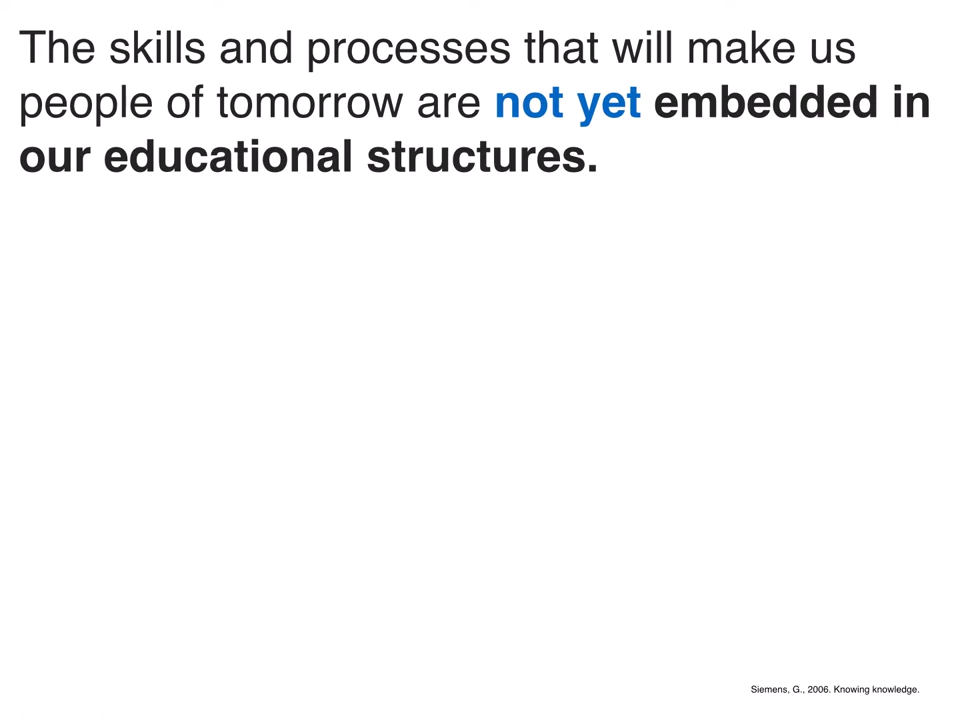 The skills and processes that will make us
people of tomorrow are not yet embedded in
our educational structures.
Siemens, G., 2006. Knowing knowledge.